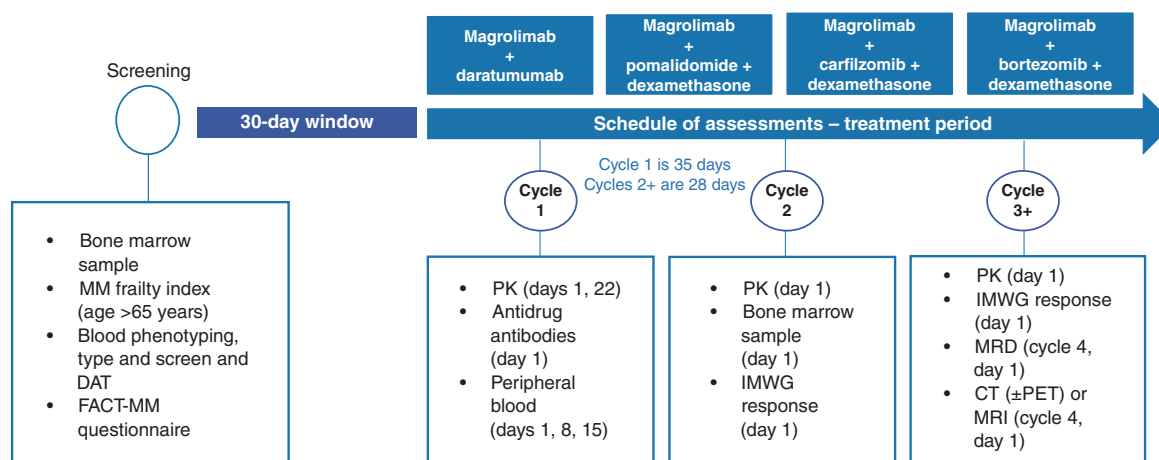 Screening
30-day window
Magrolimab
+
daratumumab
Magrolimab
+
pomalidomide +
dexamethasone
Magrolimab
+
carfilzomib +
dexamethasone
Magrolimab
+
bortezomib +
dexamethasone
Schedule of assessments – treatment period
Cycle 1 is 35 days
Cycles 2+ are 28 days
Cycle
1
Cycle
2
Cycle
3+
• Bone marrow
sample
• MM frailty index
(age >65 years)
• Blood phenotyping,
type and screen and
DAT
• FACT-MM
questionnaire
• PK (days 1, 22)
• Antidrug
antibodies
(day 1)
• Peripheral
blood
(days 1, 8, 15)
• PK (day 1)
• Bone marrow
sample
(day 1)
• IMWG
response
(day 1)
• PK (day 1)
• IMWG response
(day 1)
• MRD (cycle 4,
day 1)
• CT (±PET) or
MRI (cycle 4,
day 1)